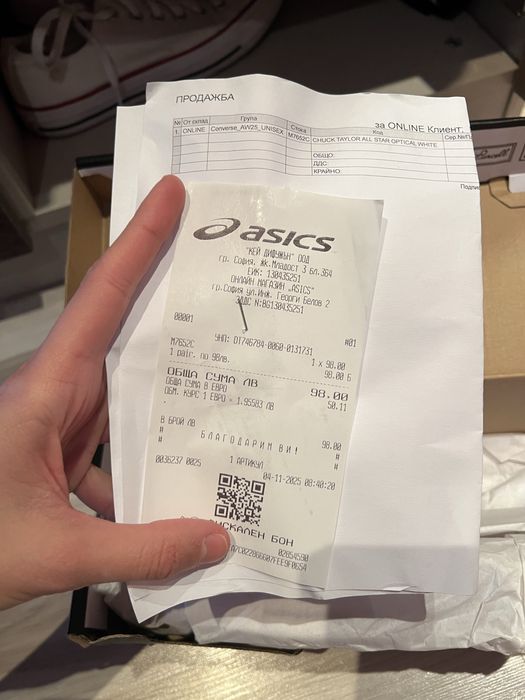 ПРОДАЖБА
за ONLINE Клиент,
№ От склад Група Стока Код Сер.№/Г
1. ONLINE Converse_AW25_UNISEX M7652C CHUCK TAYLOR ALL STAR OPTICAL WHITE
ОБЩО:
ДДС:
КРАЙНО:
Подпис
asics
"КЕЙ ДИФУЖЪН" ООД
гр. София, ж.к.Младост 3 бл.364
ЕИК: 130435251
ОНЛАЙН МАГАЗИН „ASICS"
гр.София ул.Инж. Георги Белов 2
ЗДДС N:BG130435251
00001 #01
УНП: DT746784-0060-0131731
M7652C 1 x 98.00
1 pair. по 98лв. 98.00 Б
ОБЩА СУМА ЛВ 98.00
ОБЩА СУМА В ЕВРО 50.11
ОБМ. КУРС 1 ЕВРО = 1.95583 ЛВ
В БРОЙ ЛВ 98.00
# #
# БЛАГОДАРИМ ВИ! #
# #
1 АРТИКУЛ
0036237 0025 04-11-2025 08:40:20
ФИСКАЛЕН БОН
02654590